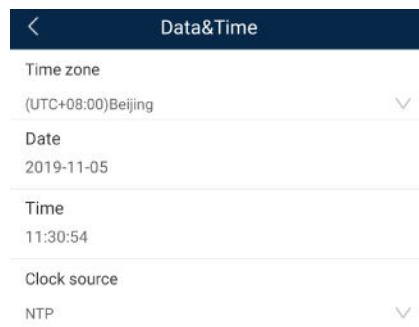 Data&Time
Time zone
(UTC+08:00)Beijing
Date
2019-11-05
Time
11:30:54
Clock source
NTP